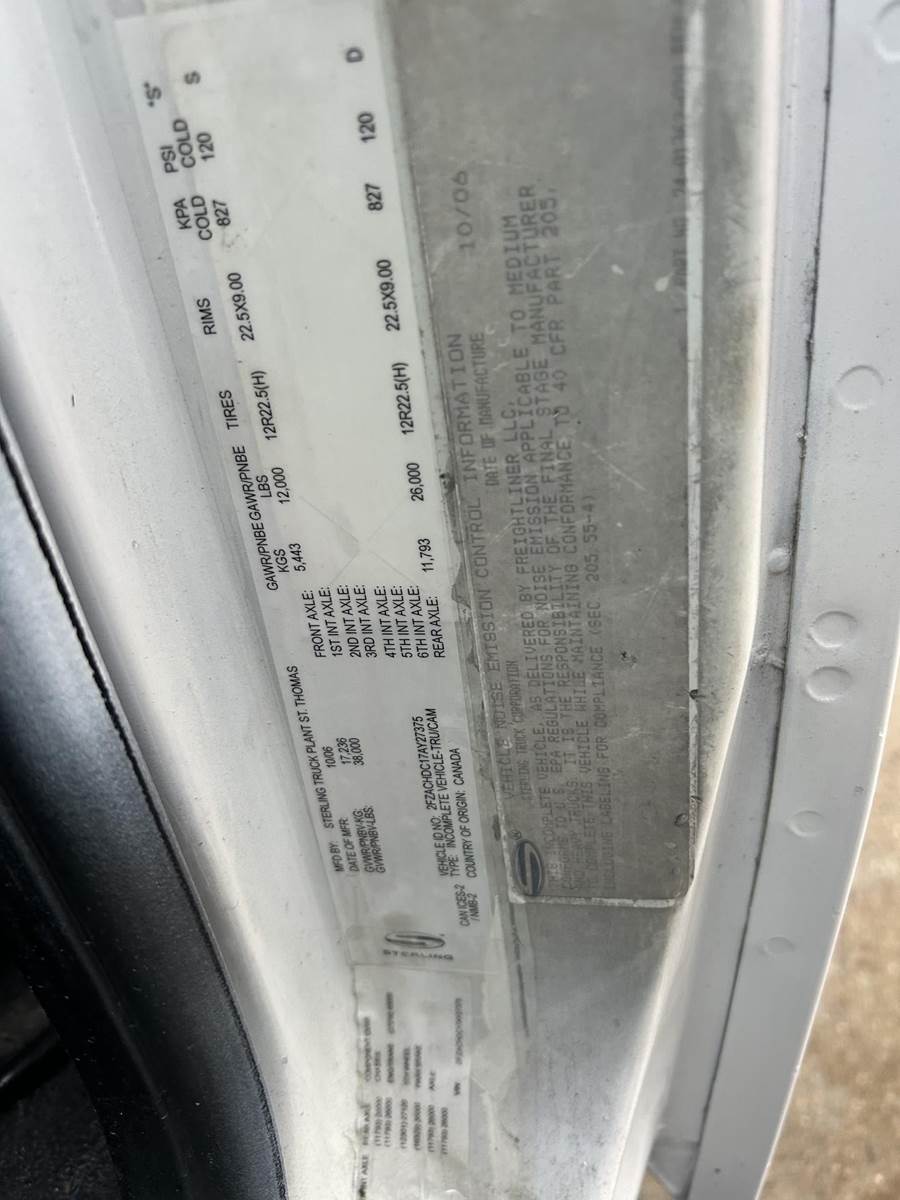 MFD BY: STERLING TRUCK PLANT ST. THOMAS
DATE OF MFR: 10/06
GVWR/PNBV-KG: 17,236
GVWR/PNBV-LBS: 38,000
VEHICLE ID NO: 2FZACHDC17AY27375
TYPE: INCOMPLETE VEHICLE-TRU/CAM
COUNTRY OF ORIGIN: CANADA
CAN ICES-2
/ NMB-2
STERLING
GAWR/PNBE GAWR/PNBE TIRES RIMS KPA PSI *S*
KGS LBS COLD COLD
FRONT AXLE: 5,443 12,000 12R22.5(H) 22.5X9.00 827 120 S
1ST INT AXLE:
2ND INT AXLE:
3RD INT AXLE:
4TH INT AXLE:
5TH INT AXLE:
6TH INT AXLE:
REAR AXLE: 11,793 26,000 12R22.5(H) 22.5X9.00 827 120 D
VEHICLE NOISE EMISSION CONTROL INFORMATION
STERLING TRUCK CORPORATION DATE OF MANUFACTURE 10/06
THIS INCOMPLETE VEHICLE, AS DELIVERED BY FREIGHTLINER LLC,
CONFORMS TO U.S. EPA REGULATIONS FOR NOISE EMISSION APPLICABLE TO MEDIUM
AND HEAVY TRUCKS. IT IS THE RESPONSIBILITY OF THE FINAL STAGE MANUFACTURER
TO COMPLETE THIS VEHICLE WHILE MAINTAINING CONFORMANCE TO 40 CFR PART 205,
INCLUDING LABELING FOR COMPLIANCE (SEC 205.55-4)